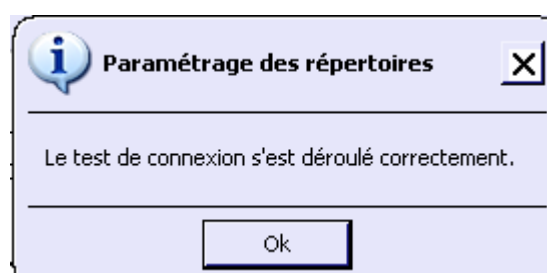 Paramétrage des répertoires
Le test de connexion s'est déroulé correctement.
Ok